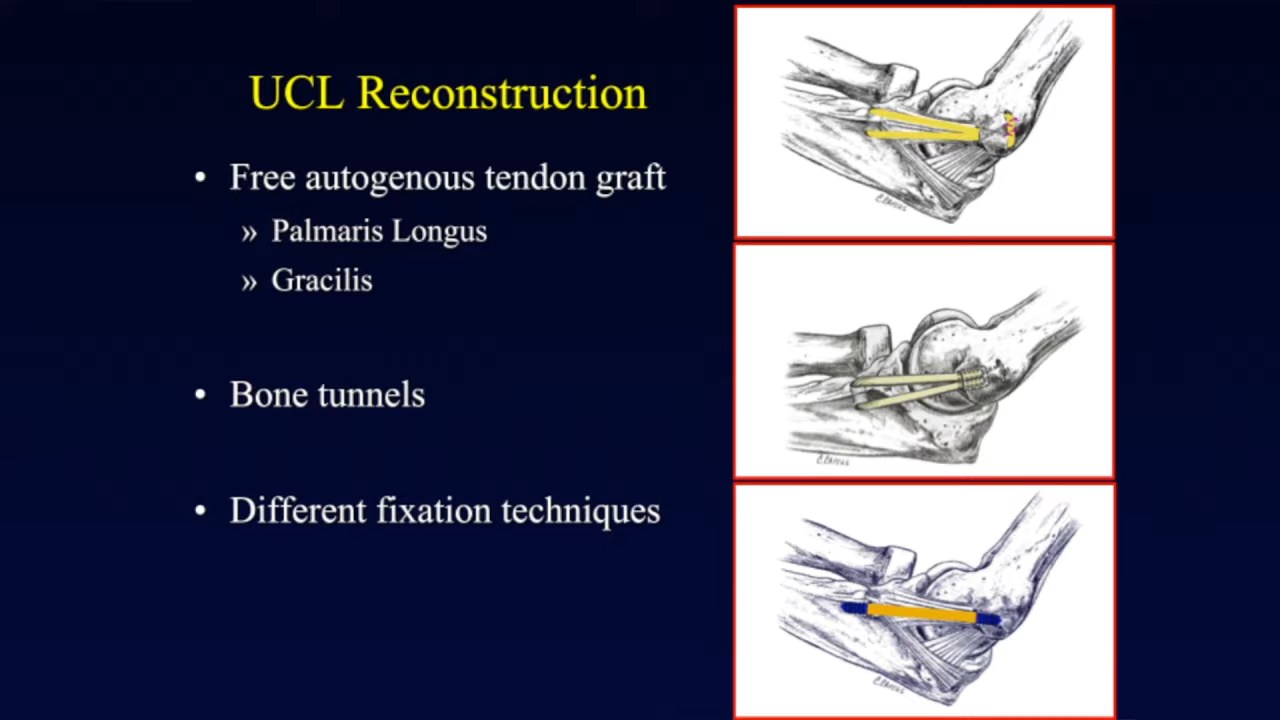 UCL Reconstruction
• Free autogenous tendon graft
» Palmaris Longus
» Gracilis
• Bone tunnels
• Different fixation techniques